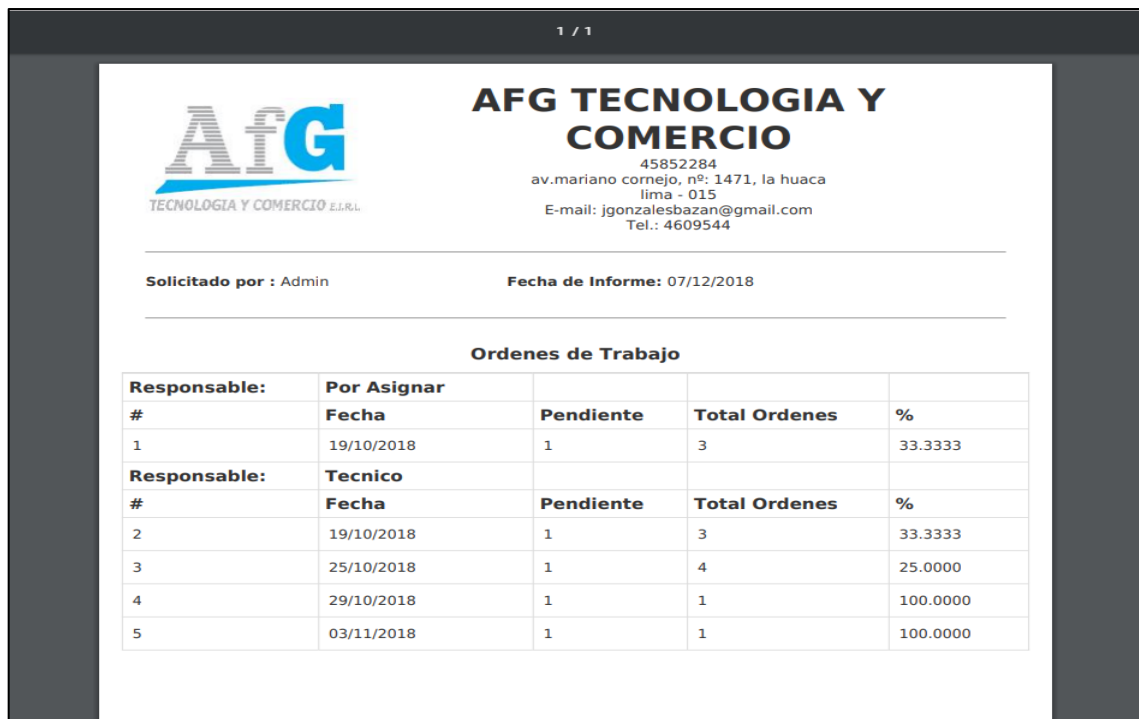 1 / 1
AfG
TECNOLOGIA Y COMERCIO E.I.R.L.
AFG TECNOLOGIA Y
COMERCIO
45852284
av.mariano cornejo, nº: 1471, la huaca
lima - 015
E-mail: jgonzalesbazan@gmail.com
Tel.: 4609544
Solicitado por : Admin Fecha de Informe: 07/12/2018
Ordenes de Trabajo
Responsable: Por Asignar
# Fecha Pendiente Total Ordenes %
1 19/10/2018 1 3 33.3333
Responsable: Tecnico
# Fecha Pendiente Total Ordenes %
2 19/10/2018 1 3 33.3333
3 25/10/2018 1 4 25.0000
4 29/10/2018 1 1 100.0000
5 03/11/2018 1 1 100.0000